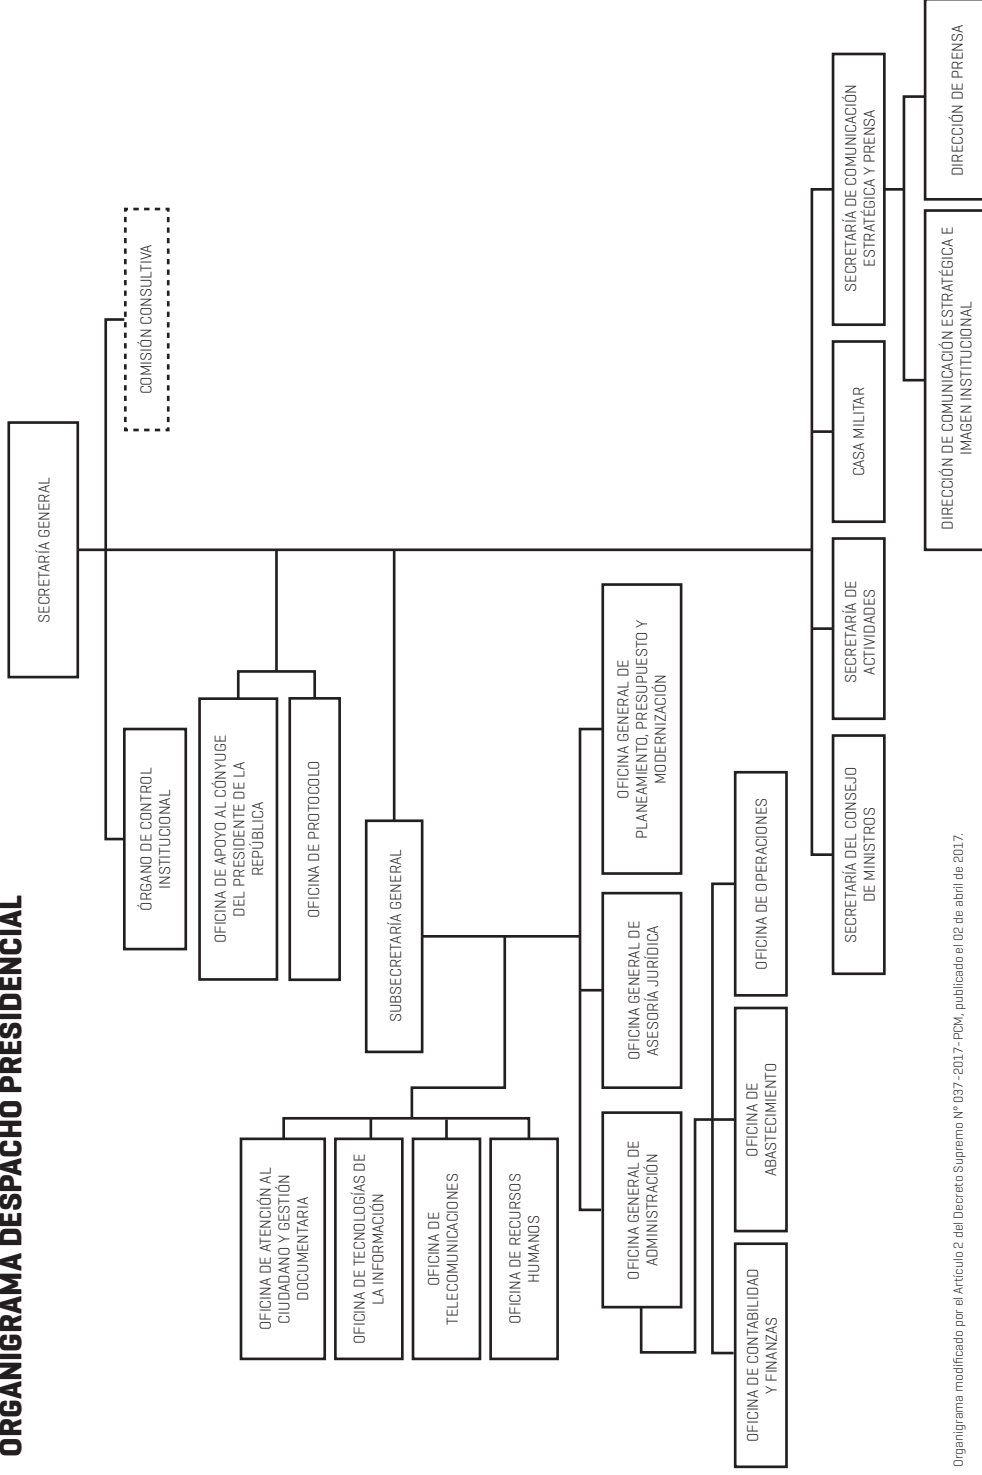 ORGANIGRAMA DESPACHO PRESIDENCIAL
SECRETARÍA GENERAL
COMISIÓN CONSULTIVA
ÓRGANO DE CONTROL
INSTITUCIONAL
OFICINA DE APOYO AL CÓNYUGE
DEL PRESIDENTE DE LA
REPÚBLICA
OFICINA DE PROTOCOLO
SUBSECRETARÍA GENERAL
OFICINA DE ATENCIÓN AL
CIUDADANO Y GESTIÓN
DOCUMENTARIA
OFICINA DE TECNOLOGÍAS DE
LA INFORMACIÓN
OFICINA DE
TELECOMUNICACIONES
OFICINA DE RECURSOS
HUMANOS
OFICINA GENERAL DE
ADMINISTRACIÓN
OFICINA GENERAL DE
ASESORÍA JURÍDICA
OFICINA GENERAL DE
PLANEAMIENTO, PRESUPUESTO Y
MODERNIZACIÓN
OFICINA DE CONTABILIDAD
Y FINANZAS
OFICINA DE
ABASTECIMIENTO
OFICINA DE OPERACIONES
SECRETARÍA DEL CONSEJO
DE MINISTROS
SECRETARÍA DE
ACTIVIDADES
CASA MILITAR
SECRETARÍA DE COMUNICACIÓN
ESTRATÉGICA Y PRENSA
DIRECCIÓN DE COMUNICACIÓN ESTRATÉGICA E
IMAGEN INSTITUCIONAL
DIRECCIÓN DE PRENSA
Organigrama modificado por el Artículo 2 del Decreto Supremo N° 037-2017-PCM, publicado el 02 de abril de 2017.